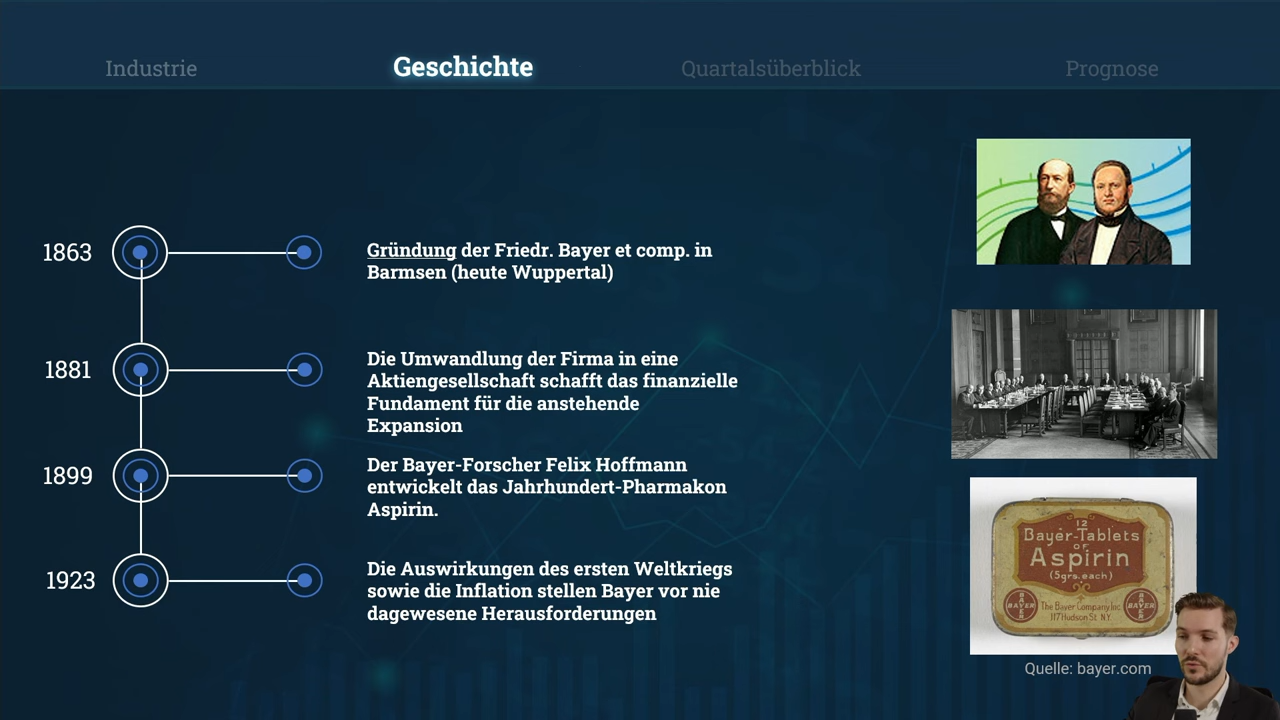 Industrie
Geschichte
Quartalsüberblick
Prognose
1863
Gründung der Friedr. Bayer et comp. in
Barmsen (heute Wuppertal)
1881
Die Umwandlung der Firma in eine
Aktiengesellschaft schafft das finanzielle
Fundament für die anstehende
Expansion
1899
Der Bayer-Forscher Felix Hoffmann
entwickelt das Jahrhundert-Pharmakon
Aspirin.
1923
Die Auswirkungen des ersten Weltkriegs
sowie die Inflation stellen Bayer vor nie
dagewesene Herausforderungen
12
Bayer-Tablets
OF
Aspirin
(5grs.each)
BAYER
The Bayer Company, Inc.
117 Hudson St. N.Y.
BAYER
Quelle: bayer.com